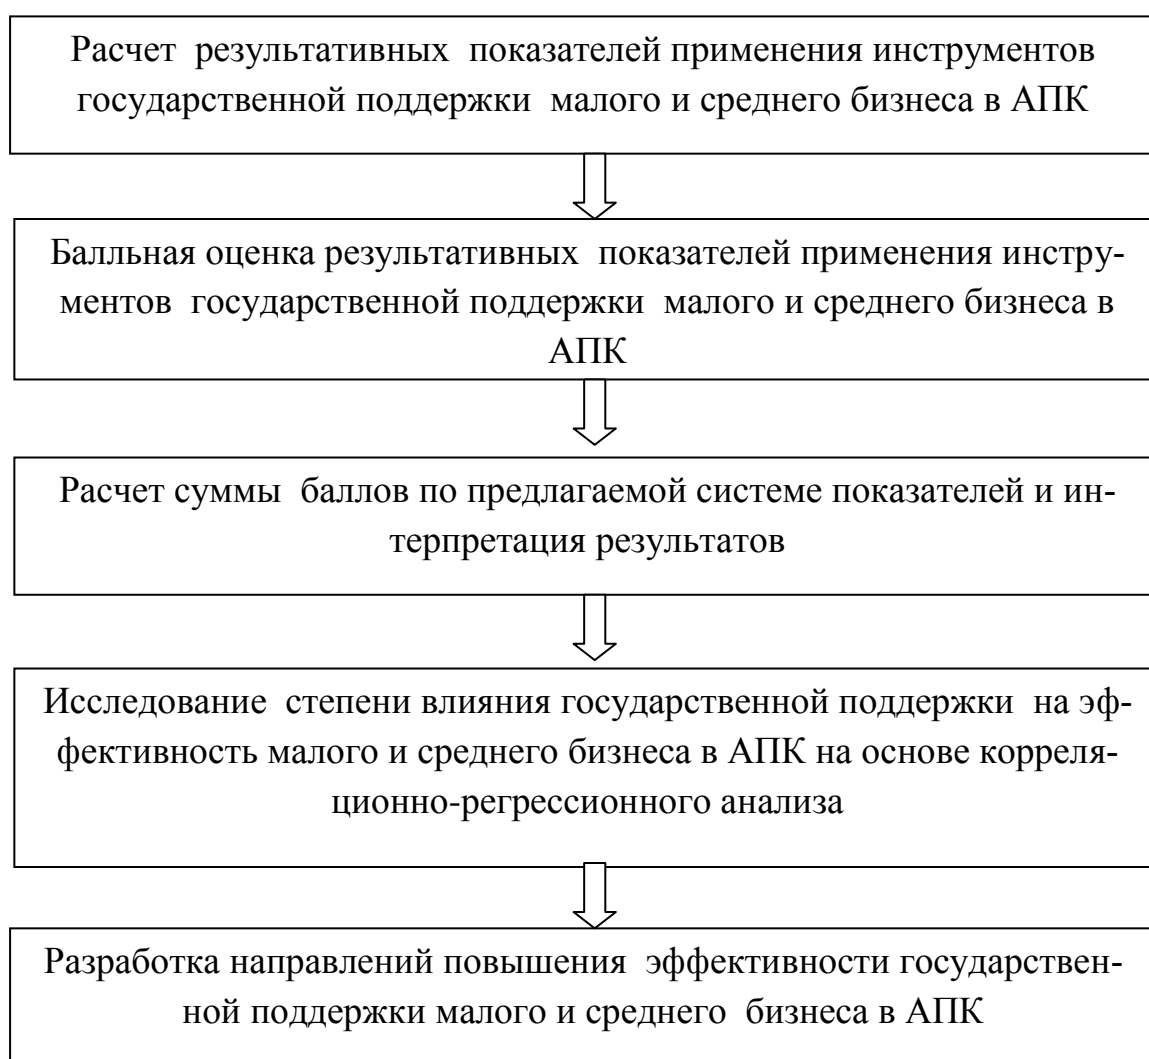 Расчет результативных показателей применения инструментов
государственной поддержки малого и среднего бизнеса в АПК
Балльная оценка результативных показателей применения инстру-
ментов государственной поддержки малого и среднего бизнеса в
АПК
Расчет суммы баллов по предлагаемой системе показателей и ин-
терпретация результатов
Исследование степени влияния государственной поддержки на эф-
фективность малого и среднего бизнеса в АПК на основе корреля-
ционно-регрессионного анализа
Разработка направлений повышения эффективности государствен-
ной поддержки малого и среднего бизнеса в АПК